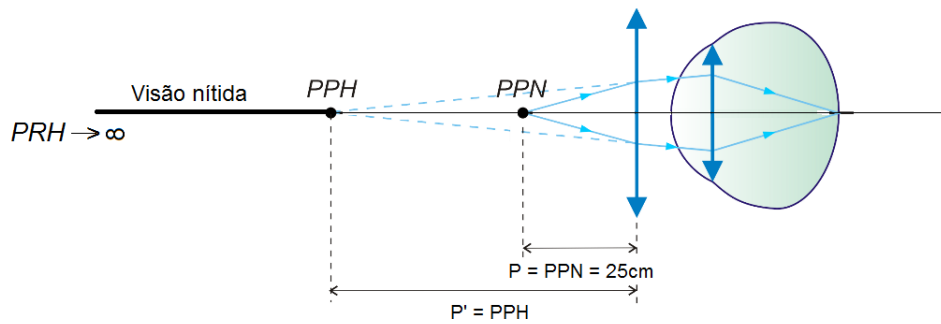 Visão nítida
PPH
PPN
PRH → ∞
P = PPN = 25cm
P' = PPH